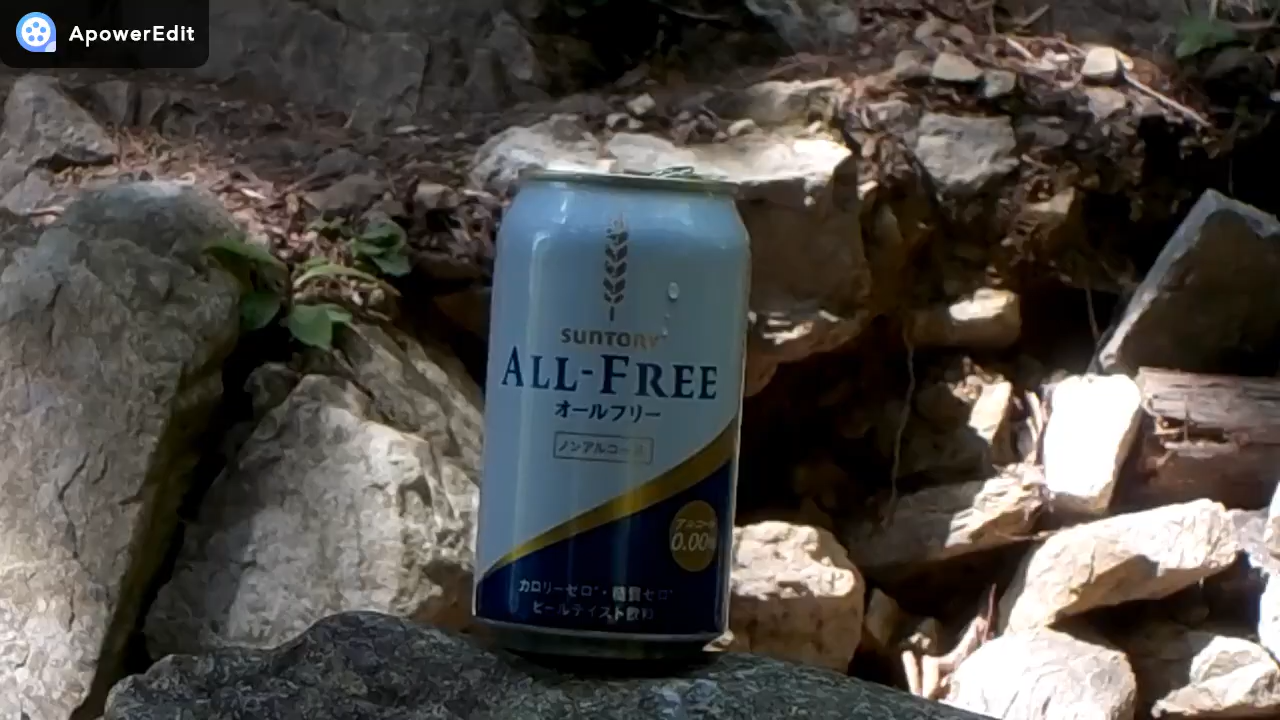 ApowerEdit
SUNTORY
ALL-FREE
オールフリー
ノンアルコール
アルコール
0.00%
カロリーゼロ*・糖質ゼロ*
ビールテイスト飲料